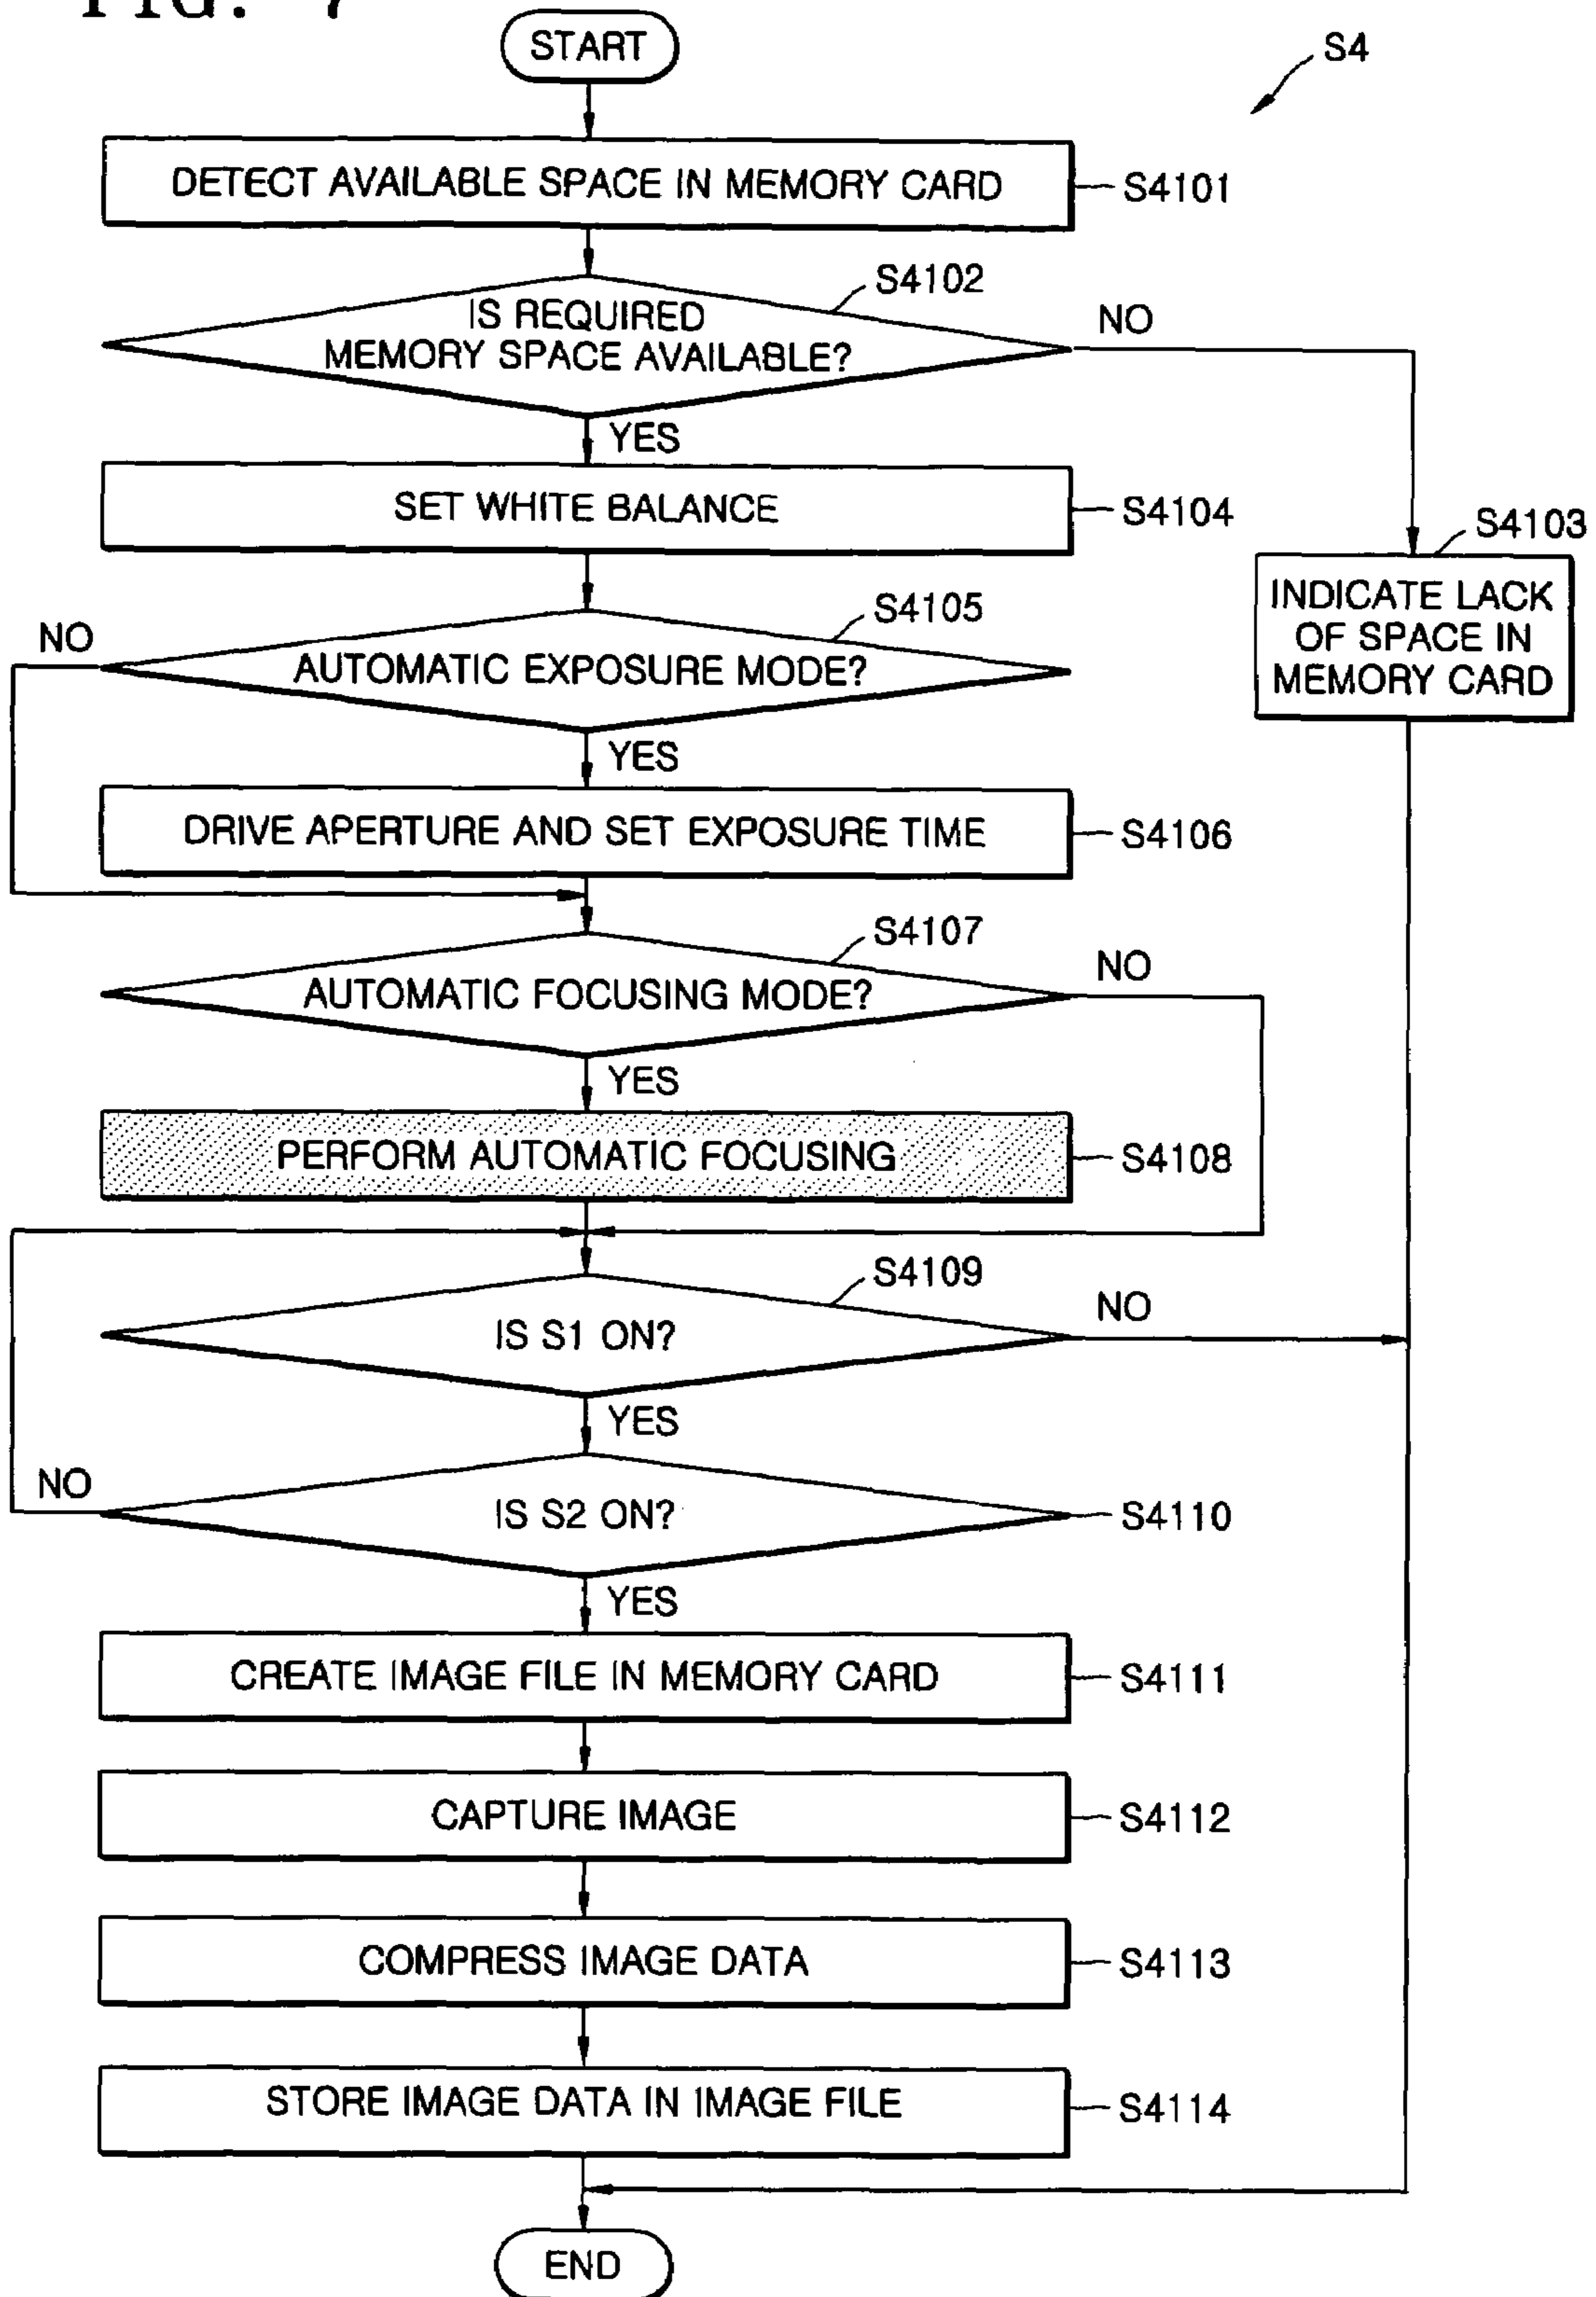 FIG. 7
START
S4
DETECT AVAILABLE SPACE IN MEMORY CARD
S4101
S4102
IS REQUIRED
MEMORY SPACE AVAILABLE?
NO
YES
SET WHITE BALANCE
S4104
S4103
INDICATE LACK
OF SPACE IN
MEMORY CARD
S4105
NO
AUTOMATIC EXPOSURE MODE?
YES
DRIVE APERTURE AND SET EXPOSURE TIME
S4106
S4107
NO
AUTOMATIC FOCUSING MODE?
YES
PERFORM AUTOMATIC FOCUSING
S4108
S4109
NO
IS S1 ON?
YES
NO
IS S2 ON?
S4110
YES
CREATE IMAGE FILE IN MEMORY CARD
S4111
CAPTURE IMAGE
S4112
COMPRESS IMAGE DATA
S4113
STORE IMAGE DATA IN IMAGE FILE
S4114
END